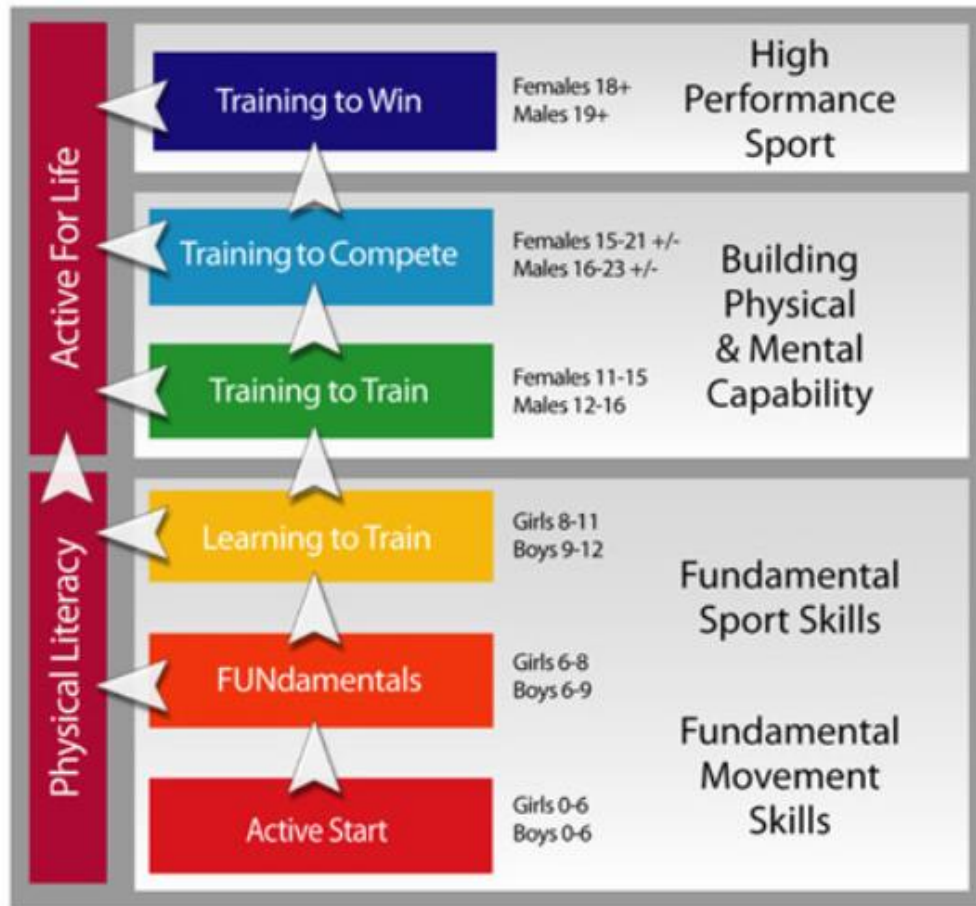 Active For Life
Physical Literacy
Training to Win
Females 18+
Males 19+
High
Performance
Sport
Training to Compete
Females 15-21 +/-
Males 16-23 +/-
Training to Train
Females 11-15
Males 12-16
Building
Physical
& Mental
Capability
Learning to Train
Girls 8-11
Boys 9-12
FUNdamentals
Girls 6-8
Boys 6-9
Active Start
Girls 0-6
Boys 0-6
Fundamental
Sport Skills
Fundamental
Movement
Skills